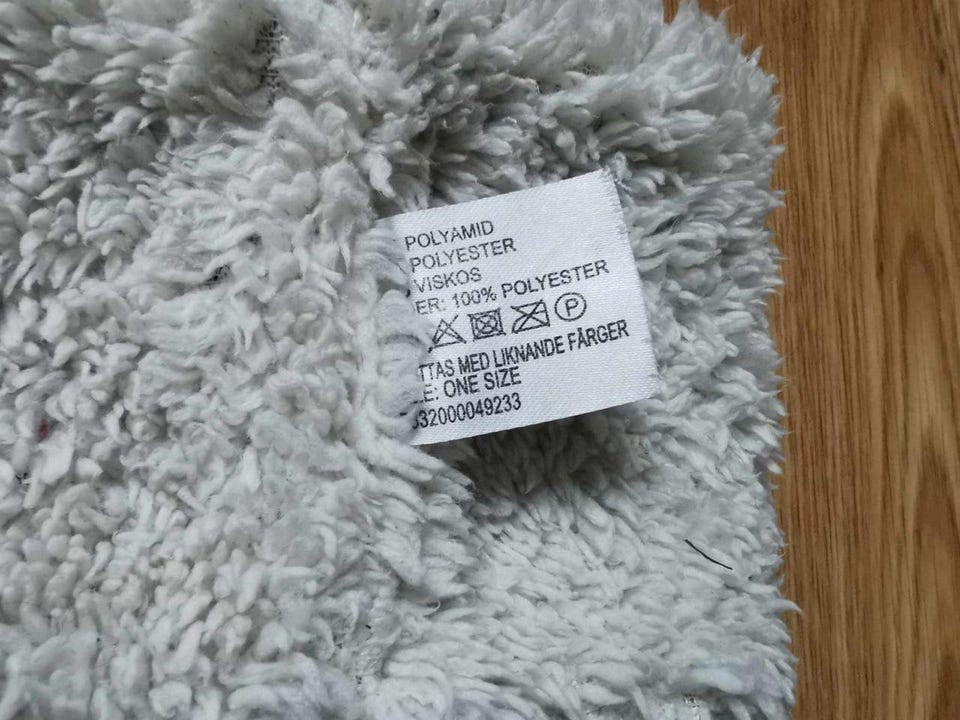 POLYAMID
POLYESTER
VISKOS
ER: 100% POLYESTER
P
TTAS MED LIKNANDE FÄRGER
E: ONE SIZE
32000049233